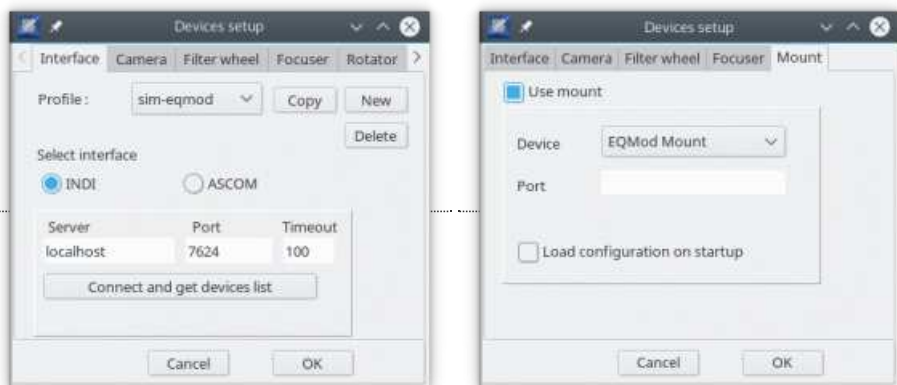 Devices setup
Interface Camera Filter wheel Focuser Rotator
Profile : sim-eqmod Copy New
Delete
Select interface
INDI ASCOM
Server Port Timeout
localhost 7624 100
Connect and get devices list
Cancel OK
Devices setup
Interface Camera Filter wheel Focuser Mount
Use mount
Device EQMod Mount
Port
Load configuration on startup
Cancel OK